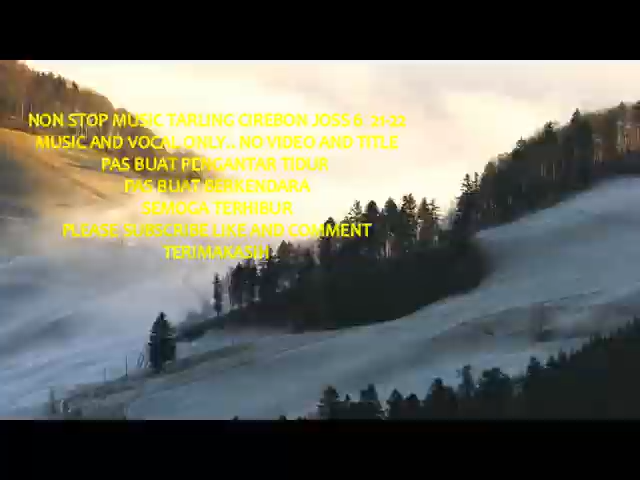 NON STOP MUSIC TARLING CIREBON JOSS 6 21-22
MUSIC AND VOCAL ONLY.. NO VIDEO AND TITLE
PAS BUAT PENGANTAR TIDUR
PAS BUAT BERKENDARA
SEMOGA TERHIBUR
PLEASE SUBSCRIBE LIKE AND COMMENT
TERIMAKASIH